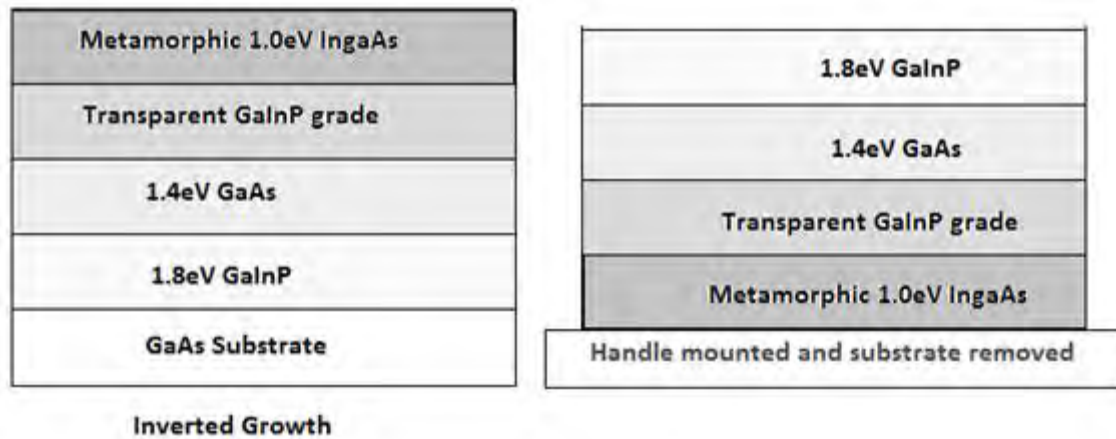 Metamorphic 1.0eV IngaAs
Transparent GaInP grade
1.4eV GaAs
1.8eV GaInP
GaAs Substrate
Inverted Growth
1.8eV GaInP
1.4eV GaAs
Transparent GaInP grade
Metamorphic 1.0eV IngaAs
Handle mounted and substrate removed